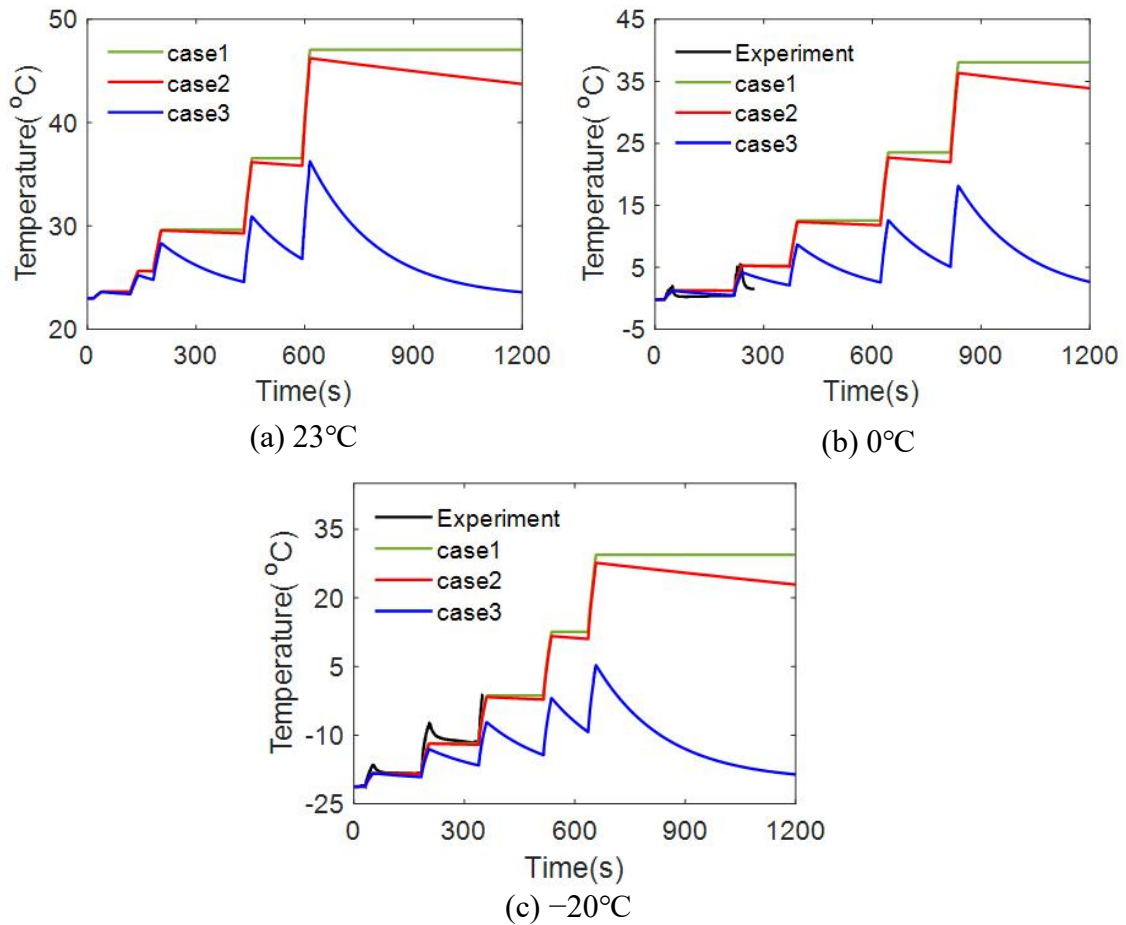 50
40
30
20
Temperature( °C)
case1
case2
case3
0 300 600 900 1200
Time(s)
(a) 23℃
45
35
25
15
5
-5
Temperature( °C)
Experiment
case1
case2
case3
0 300 600 900 1200
Time(s)
(b) 0℃
35
20
5
-10
-25
Temperature( °C)
Experiment
case1
case2
case3
0 300 600 900 1200
Time(s)
(c) −20℃